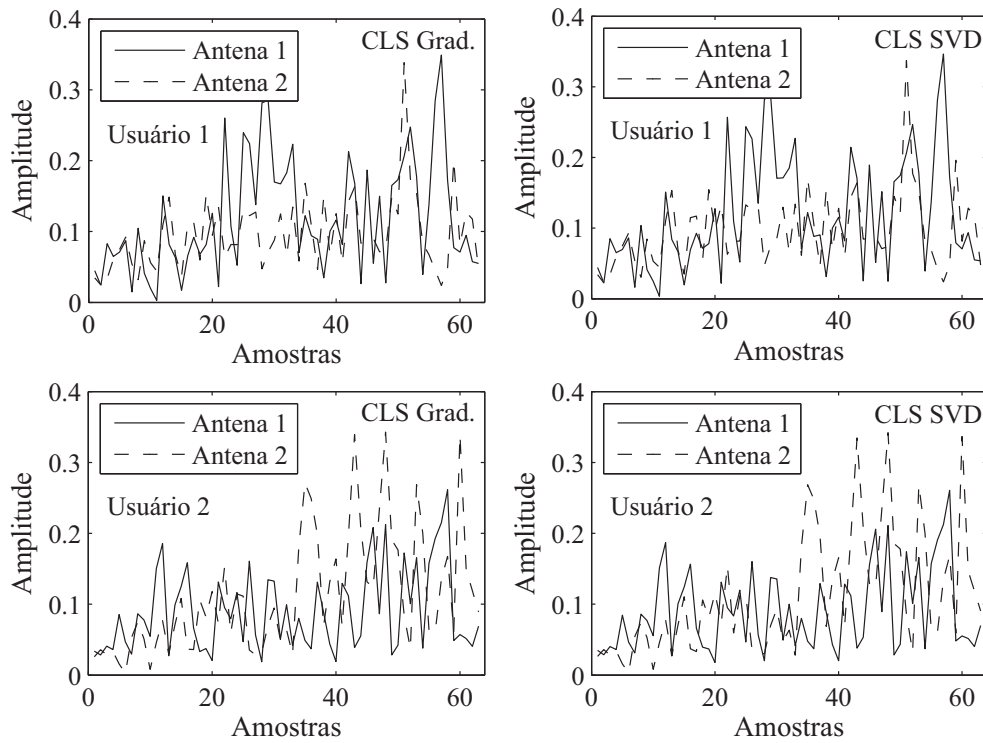 0.4
CLS Grad.
Antena 1
Antena 2
0.3
Usuário 1
0.2
0.1
0
0
20
40
60
Amplitude
Amostras
0.4
CLS SVD
Antena 1
Antena 2
0.3
Usuário 1
0.2
0.1
0
0
20
40
60
Amplitude
Amostras
0.4
CLS Grad.
Antena 1
Antena 2
0.3
Usuário 2
0.2
0.1
0
0
20
40
60
Amplitude
Amostras
0.4
CLS SVD
Antena 1
Antena 2
0.3
Usuário 2
0.2
0.1
0
0
20
40
60
Amplitude
Amostras